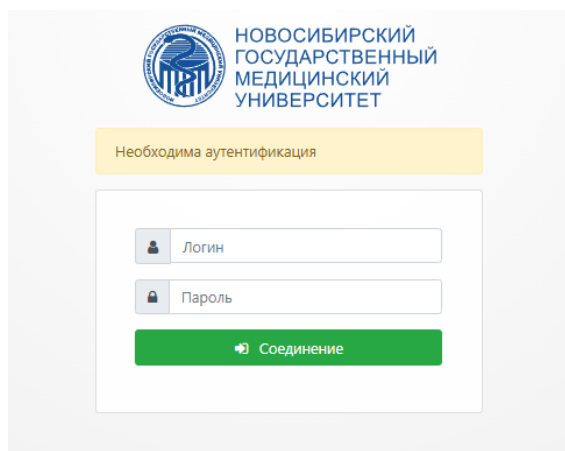 НОВОСИБИРСКИЙ
ГОСУДАРСТВЕННЫЙ
МЕДИЦИНСКИЙ
УНИВЕРСИТЕТ
Необходима аутентификация
Логин
Пароль
Соединение